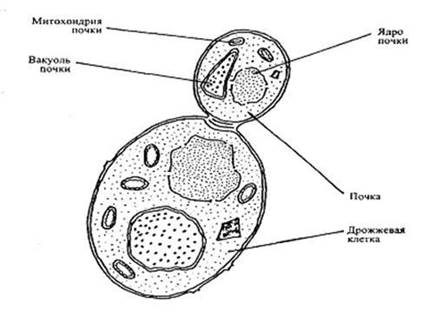 Митохондрия
почки
Вакуоль
почки
Ядро
почки
Почка
Дрожжевая
клетка